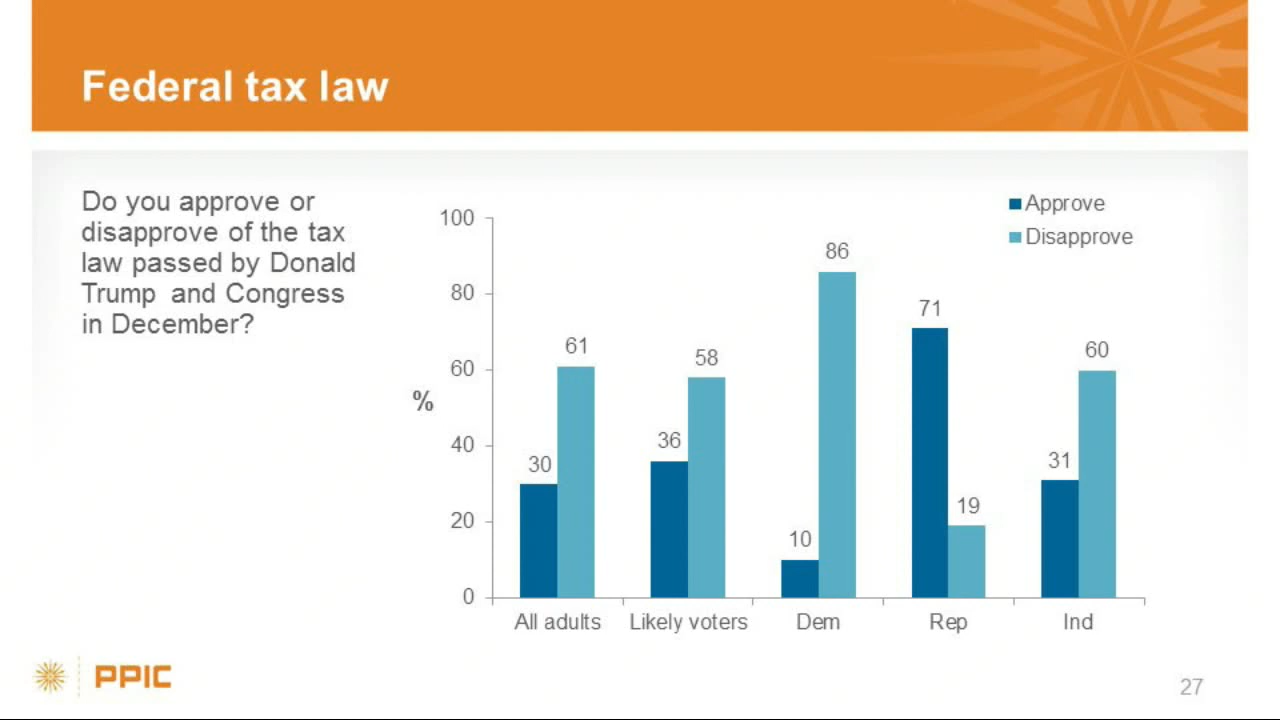 Federal tax law
Do you approve or
disapprove of the tax
law passed by Donald
Trump and Congress
in December?
Approve
Disapprove
%
100
80
60
40
20
0
30
61
36
58
10
86
71
19
31
60
All adults
Likely voters
Dem
Rep
Ind
PPIC
27